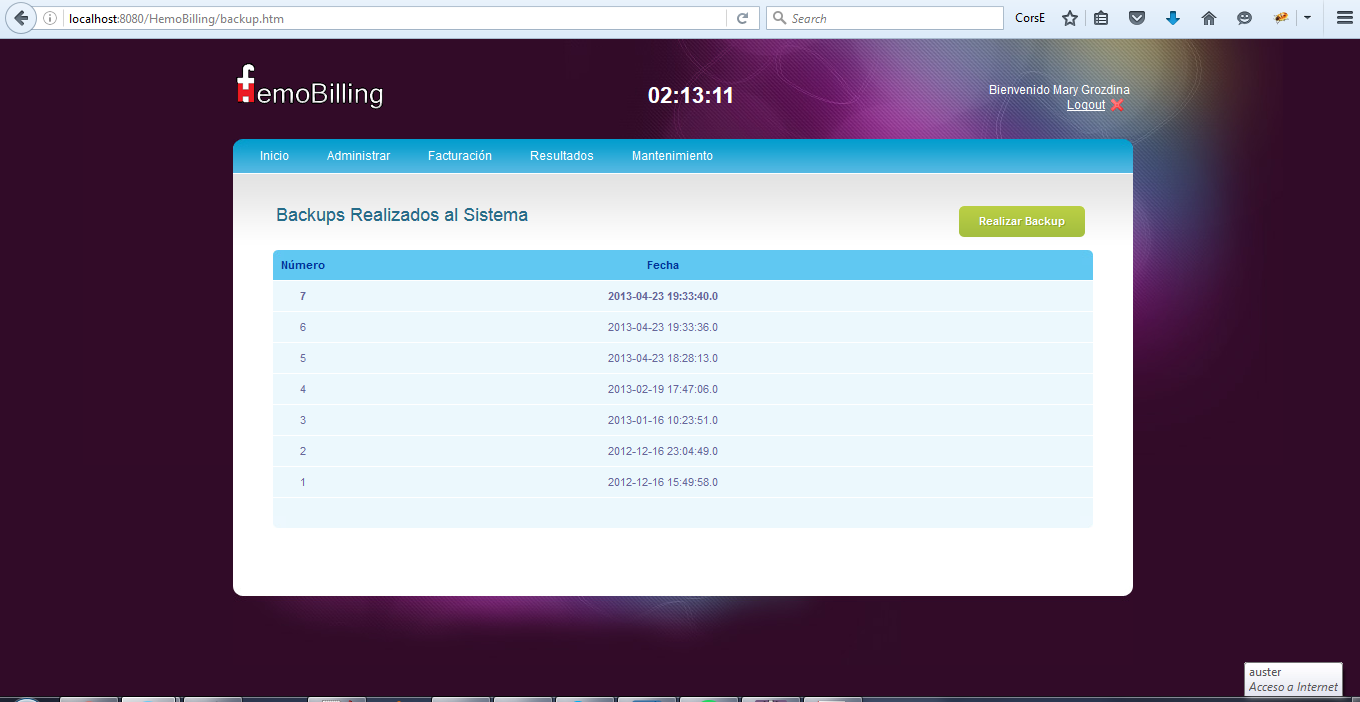 localhost:8080/HemoBilling/backup.htm
Search
CorsE
HemoBilling
02:13:11
Bienvenido Mary Grozdina
Logout
Inicio Administrar Facturación Resultados Mantenimiento
Backups Realizados al Sistema
Realizar Backup
Número Fecha
7 2013-04-23 19:33:40.0
6 2013-04-23 19:33:36.0
5 2013-04-23 18:28:13.0
4 2013-02-19 17:47:06.0
3 2013-01-16 10:23:51.0
2 2012-12-16 23:04:49.0
1 2012-12-16 15:49:58.0
auster
Acceso a Internet